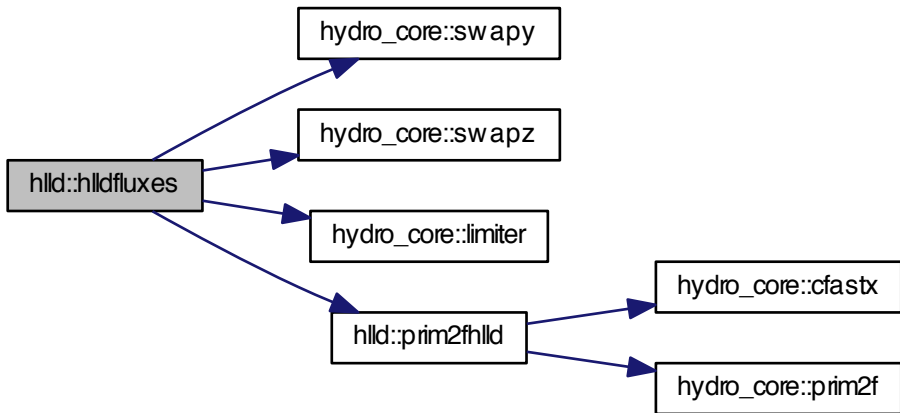 hydro_core::swapy
hydro_core::swapz
hlld::hlldfluxes
hydro_core::limiter
hydro_core::cfastx
hlld::prim2fhlld
hydro_core::prim2f